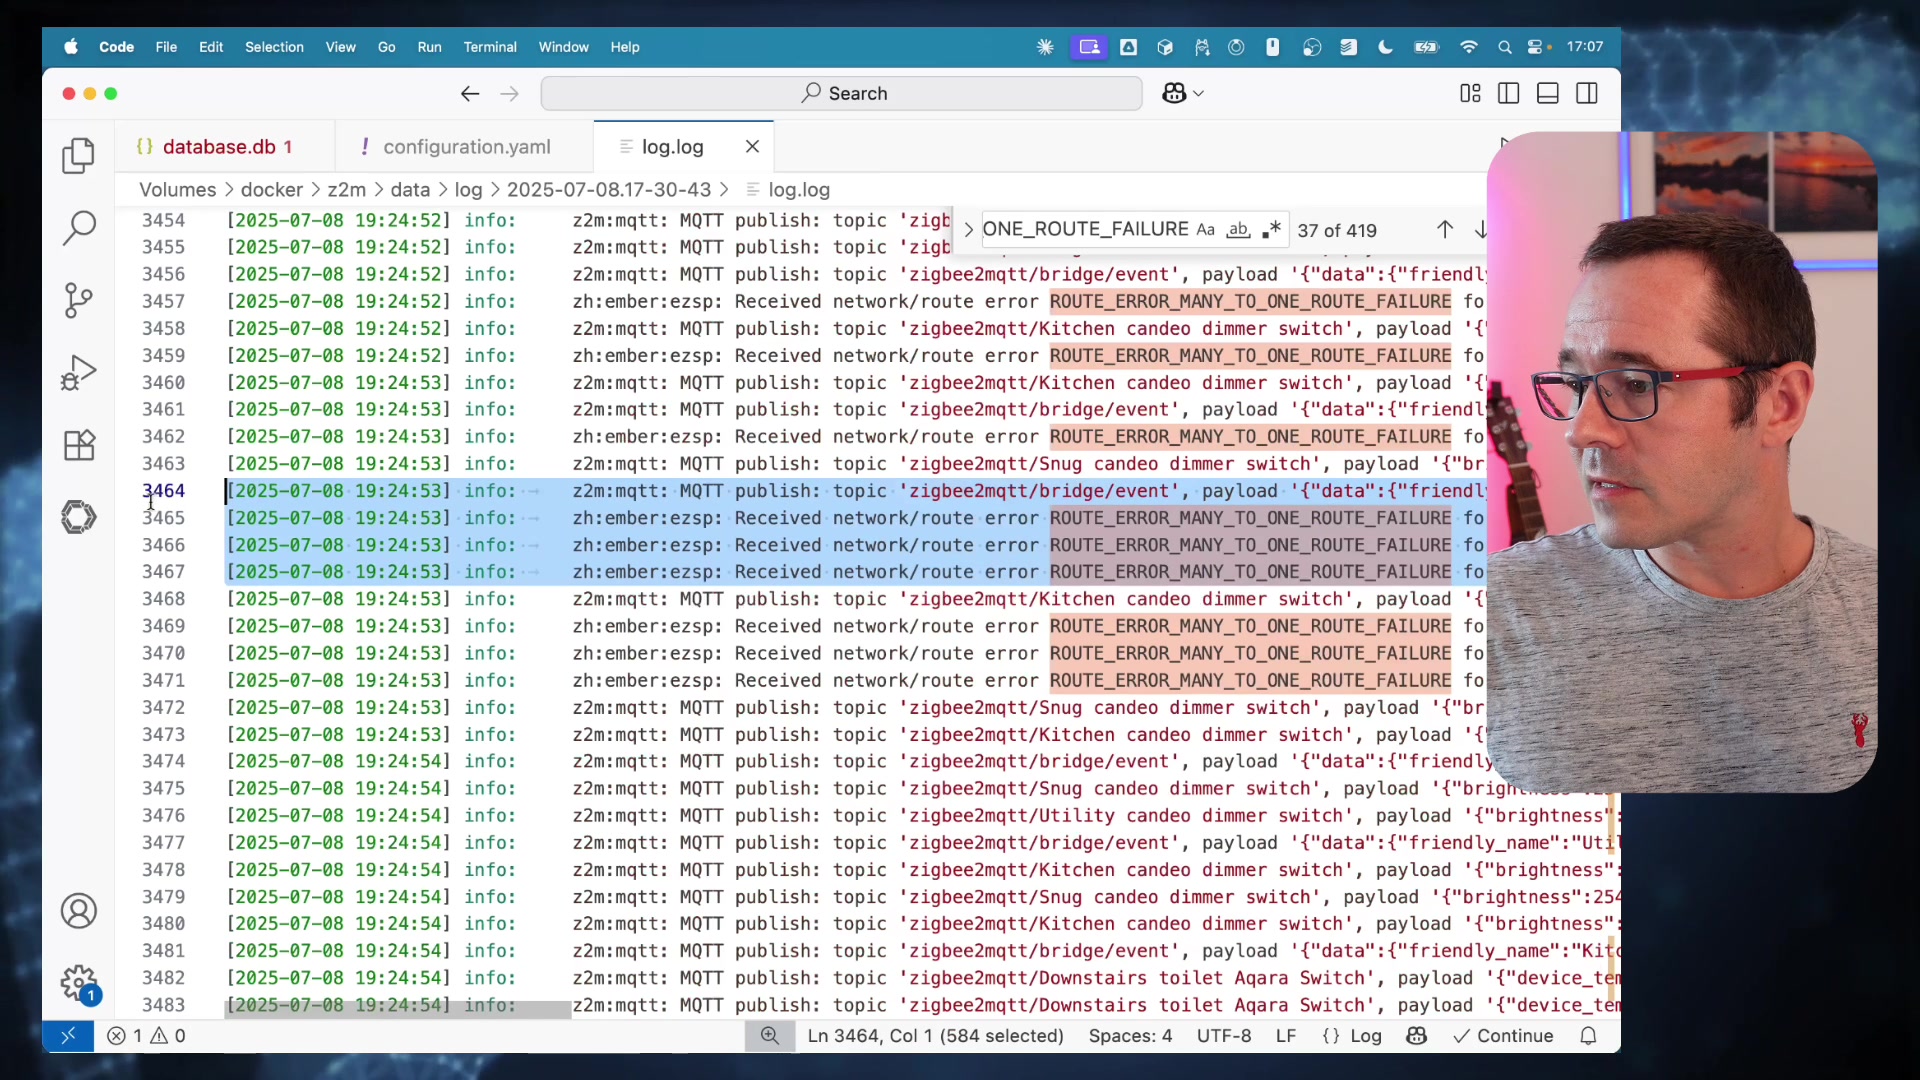 Code File Edit Selection View Go Run Terminal Window Help 17:07
Search
{} database.db 1 ! configuration.yaml log.log
Volumes > docker > z2m > data > log > 2025-07-08.17-30-43 > log.log
ONE_ROUTE_FAILURE Aa ab .* 37 of 419
3454 [2025-07-08 19:24:52] info: z2m:mqtt: MQTT publish: topic 'zigb
3455 [2025-07-08 19:24:52] info: z2m:mqtt: MQTT publish: topic 'zigb
3456 [2025-07-08 19:24:52] info: z2m:mqtt: MQTT publish: topic 'zigbee2mqtt/bridge/event', payload '{"data":{"friendly
3457 [2025-07-08 19:24:52] info: zh:ember:ezsp: Received network/route error ROUTE_ERROR_MANY_TO_ONE_ROUTE_FAILURE fo
3458 [2025-07-08 19:24:52] info: z2m:mqtt: MQTT publish: topic 'zigbee2mqtt/Kitchen candeo dimmer switch', payload '{"
3459 [2025-07-08 19:24:52] info: zh:ember:ezsp: Received network/route error ROUTE_ERROR_MANY_TO_ONE_ROUTE_FAILURE fo
3460 [2025-07-08 19:24:53] info: z2m:mqtt: MQTT publish: topic 'zigbee2mqtt/Kitchen candeo dimmer switch', payload '{"
3461 [2025-07-08 19:24:53] info: z2m:mqtt: MQTT publish: topic 'zigbee2mqtt/bridge/event', payload '{"data":{"friendly
3462 [2025-07-08 19:24:53] info: zh:ember:ezsp: Received network/route error ROUTE_ERROR_MANY_TO_ONE_ROUTE_FAILURE fo
3463 [2025-07-08 19:24:53] info: z2m:mqtt: MQTT publish: topic 'zigbee2mqtt/Snug candeo dimmer switch', payload '{"br
3464 [2025-07-08 19:24:53] info: z2m:mqtt: MQTT publish: topic 'zigbee2mqtt/bridge/event', payload '{"data":{"friendly
3465 [2025-07-08 19:24:53] info: zh:ember:ezsp: Received network/route error ROUTE_ERROR_MANY_TO_ONE_ROUTE_FAILURE fo
3466 [2025-07-08 19:24:53] info: zh:ember:ezsp: Received network/route error ROUTE_ERROR_MANY_TO_ONE_ROUTE_FAILURE fo
3467 [2025-07-08 19:24:53] info: zh:ember:ezsp: Received network/route error ROUTE_ERROR_MANY_TO_ONE_ROUTE_FAILURE fo
3468 [2025-07-08 19:24:53] info: z2m:mqtt: MQTT publish: topic 'zigbee2mqtt/Kitchen candeo dimmer switch', payload '{"
3469 [2025-07-08 19:24:53] info: zh:ember:ezsp: Received network/route error ROUTE_ERROR_MANY_TO_ONE_ROUTE_FAILURE fo
3470 [2025-07-08 19:24:53] info: zh:ember:ezsp: Received network/route error ROUTE_ERROR_MANY_TO_ONE_ROUTE_FAILURE fo
3471 [2025-07-08 19:24:53] info: zh:ember:ezsp: Received network/route error ROUTE_ERROR_MANY_TO_ONE_ROUTE_FAILURE fo
3472 [2025-07-08 19:24:53] info: z2m:mqtt: MQTT publish: topic 'zigbee2mqtt/Snug candeo dimmer switch', payload '{"br
3473 [2025-07-08 19:24:53] info: z2m:mqtt: MQTT publish: topic 'zigbee2mqtt/Kitchen candeo dimmer switch', payload '{"
3474 [2025-07-08 19:24:54] info: z2m:mqtt: MQTT publish: topic 'zigbee2mqtt/bridge/event', payload '{"data":{"friendly
3475 [2025-07-08 19:24:54] info: z2m:mqtt: MQTT publish: topic 'zigbee2mqtt/Snug candeo dimmer switch', payload '{"brightness":
3476 [2025-07-08 19:24:54] info: z2m:mqtt: MQTT publish: topic 'zigbee2mqtt/Utility candeo dimmer switch', payload '{"brightness":
3477 [2025-07-08 19:24:54] info: z2m:mqtt: MQTT publish: topic 'zigbee2mqtt/bridge/event', payload '{"data":{"friendly_name":"Util
3478 [2025-07-08 19:24:54] info: z2m:mqtt: MQTT publish: topic 'zigbee2mqtt/Kitchen candeo dimmer switch', payload '{"brightness":
3479 [2025-07-08 19:24:54] info: z2m:mqtt: MQTT publish: topic 'zigbee2mqtt/Snug candeo dimmer switch', payload '{"brightness":254
3480 [2025-07-08 19:24:54] info: z2m:mqtt: MQTT publish: topic 'zigbee2mqtt/Kitchen candeo dimmer switch', payload '{"brightness":
3481 [2025-07-08 19:24:54] info: z2m:mqtt: MQTT publish: topic 'zigbee2mqtt/bridge/event', payload '{"data":{"friendly_name":"Kitc
3482 [2025-07-08 19:24:54] info: z2m:mqtt: MQTT publish: topic 'zigbee2mqtt/Downstairs toilet Aqara Switch', payload '{"device_tem
3483 [2025-07-08 19:24:54] info: z2m:mqtt: MQTT publish: topic 'zigbee2mqtt/Downstairs toilet Aqara Switch', payload '{"device_tem
1
1 0 Ln 3464, Col 1 (584 selected) Spaces: 4 UTF-8 LF {} Log Continue